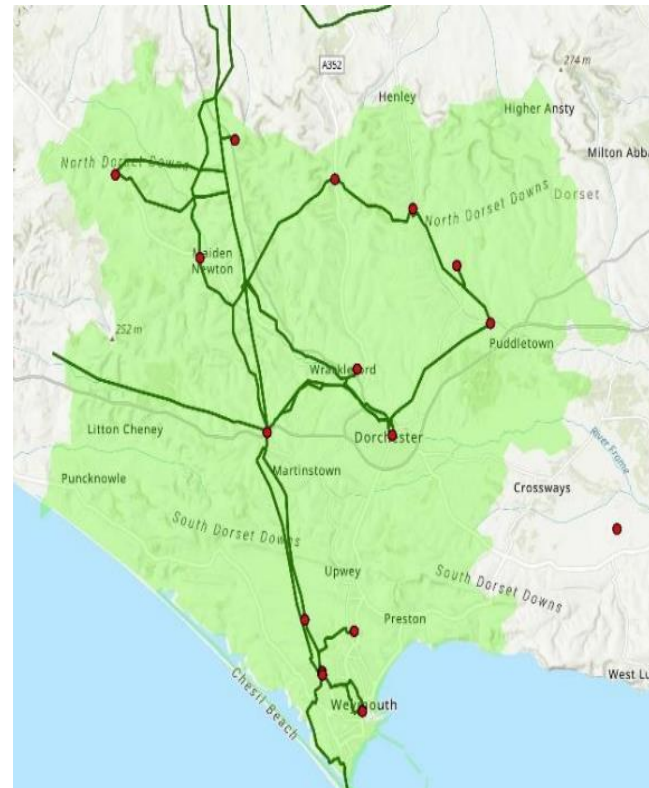 A352
274 m
Henley
Higher Ansty
Milton Abba
North Dorset Downs
North Dorset Downs
Dorset
Maiden
Newton
252 m
Puddletown
Wrackleford
Litton Cheney
Dorchester
River Frome
Martinstown
Puncknowle
Crossways
South Dorset Downs
Upwey
South Dorset Downs
Preston
West Lu
Chesil Beach
Weymouth